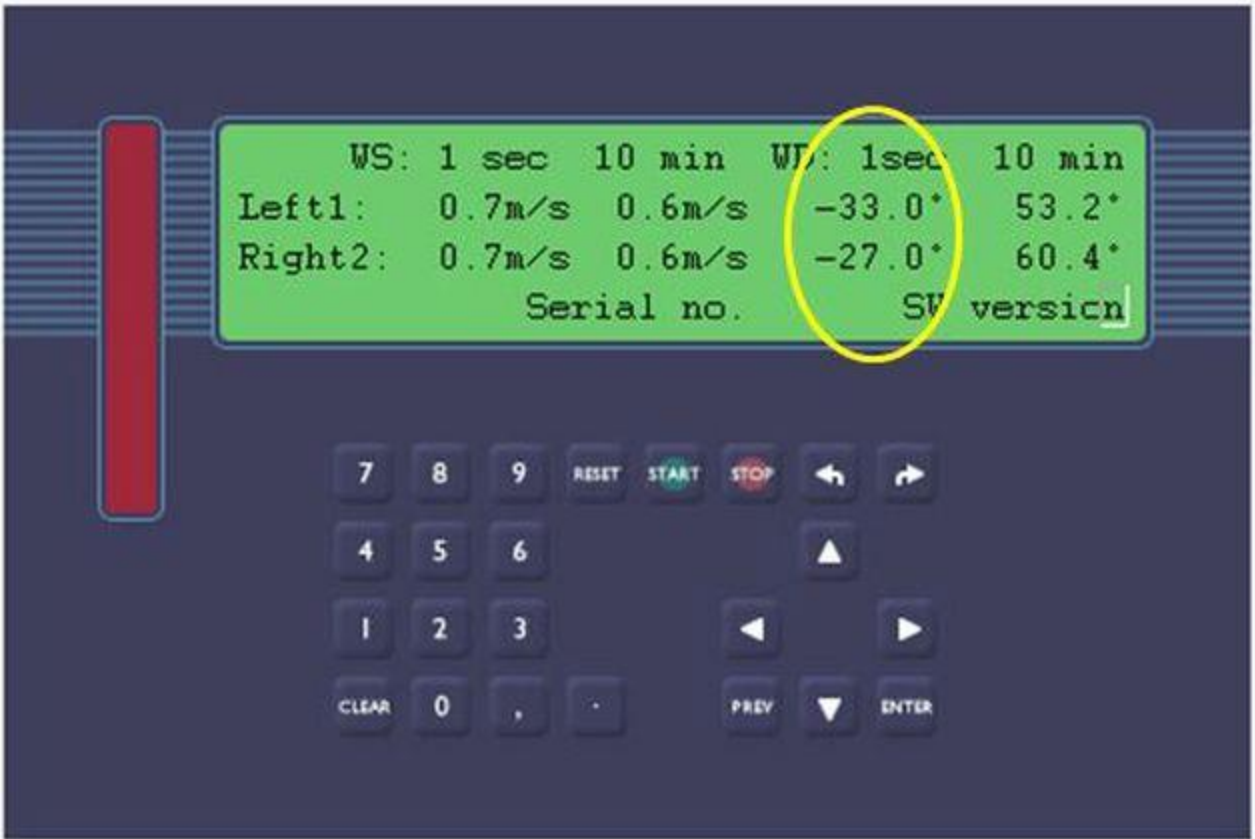 WS: 1 sec 10 min WD: 1sec 10 min
Left1: 0.7m/s 0.6m/s -33.0° 53.2°
Right2: 0.7m/s 0.6m/s -27.0° 60.4°
Serial no. SW version
7 8 9 RESET START STOP
4 5 6
1 2 3
CLEAR 0 , . PREV ENTER